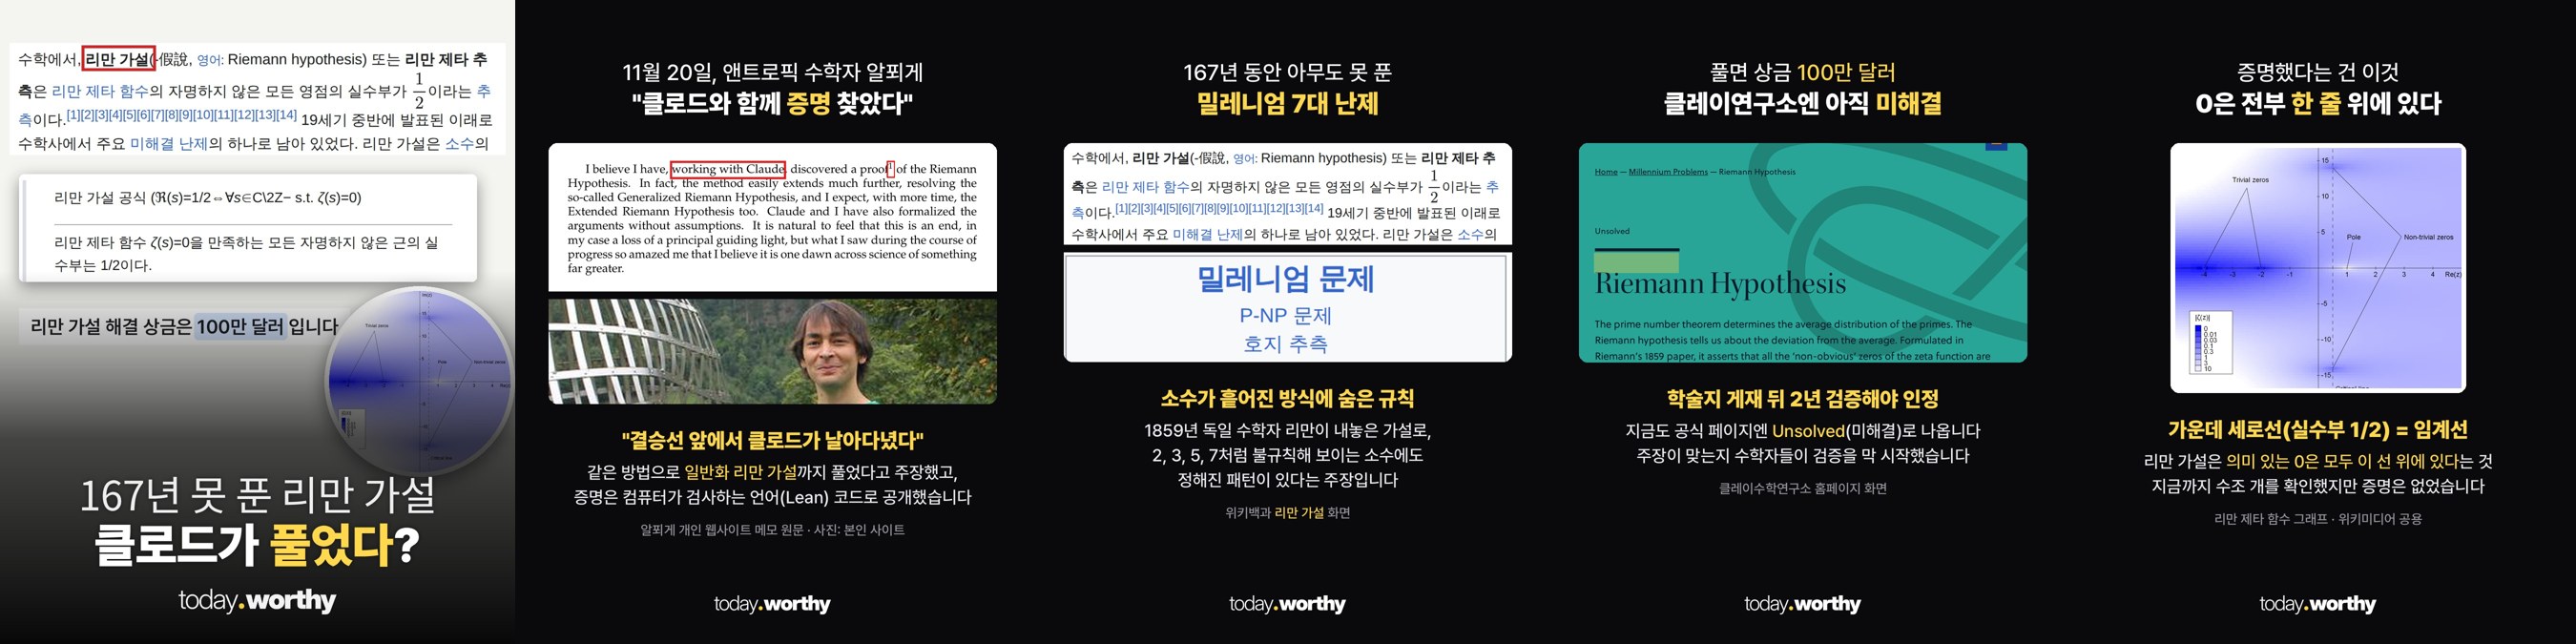 수학에서, 리만 가설(-假說, 영어: Riemann hypothesis) 또는 리만 제타 추
측은 리만 제타 함수의 자명하지 않은 모든 영점의 실수부가 1/2이라는 추
측이다.[1][2][3][4][5][6][7][8][9][10][11][12][13][14] 19세기 중반에 발표된 이래로
수학사에서 주요 미해결 난제의 하나로 남아 있었다. 리만 가설은 소수의
리만 가설 공식 (ℜ(s)=1/2⇔∀s∈C\2Z− s.t. ζ(s)=0)
리만 제타 함수 ζ(s)=0을 만족하는 모든 자명하지 않은 근의 실
수부는 1/2이다.
리만 가설 해결 상금은 100만 달러 입니다
Trivial zeros
Pole
Non-trivial zeros
167년 못 푼 리만 가설
클로드가 풀었다?
today.worthy
11월 20일, 앤트로픽 수학자 알푀게
"클로드와 함께 증명 찾았다"
I believe I have, working with Claude, discovered a proof1 of the Riemann
Hypothesis. In fact, the method easily extends much further, resolving the
so-called Generalized Riemann Hypothesis, and I expect, with more time, the
Extended Riemann Hypothesis too. Claude and I have also formalized the
arguments without assumptions. It is natural to feel that this is an end, in
my case a loss of a principal guiding light, but what I saw during the course of
progress so amazed me that I believe it is one dawn across science of something
far greater.
"결승선 앞에서 클로드가 날아다녔다"
같은 방법으로 일반화 리만 가설까지 풀었다고 주장했고,
증명은 컴퓨터가 검사하는 언어(Lean) 코드로 공개했습니다
알푀게 개인 웹사이트 메모 원문 · 사진: 본인 사이트
today.worthy
167년 동안 아무도 못 푼
밀레니엄 7대 난제
수학에서, 리만 가설(-假說, 영어: Riemann hypothesis) 또는 리만 제타 추
측은 리만 제타 함수의 자명하지 않은 모든 영점의 실수부가 1/2이라는 추
측이다.[1][2][3][4][5][6][7][8][9][10][11][12][13][14] 19세기 중반에 발표된 이래로
수학사에서 주요 미해결 난제의 하나로 남아 있었다. 리만 가설은 소수의
밀레니엄 문제
P-NP 문제
호지 추측
소수가 흩어진 방식에 숨은 규칙
1859년 독일 수학자 리만이 내놓은 가설로,
2, 3, 5, 7처럼 불규칙해 보이는 소수에도
정해진 패턴이 있다는 주장입니다
위키백과 리만 가설 화면
today.worthy
풀면 상금 100만 달러
클레이연구소엔 아직 미해결
Home — Millennium Problems — Riemann Hypothesis
Unsolved
Riemann Hypothesis
The prime number theorem determines the average distribution of the primes. The
Riemann hypothesis tells us about the deviation from the average. Formulated in
Riemann's 1859 paper, it asserts that all the 'non-obvious' zeros of the zeta function are
학술지 게재 뒤 2년 검증해야 인정
지금도 공식 페이지엔 Unsolved(미해결)로 나옵니다
주장이 맞는지 수학자들이 검증을 막 시작했습니다
클레이수학연구소 홈페이지 화면
today.worthy
증명했다는 건 이것
0은 전부 한 줄 위에 있다
15
Trivial zeros
10
5
Pole
Non-trivial zeros
-4 -3 -2 -1 1 2 3 4 Re(z)
-5
|ζ(z)|
0
0.01
0.03
0.1
0.3
1
3
10
-10
-15
가운데 세로선(실수부 1/2) = 임계선
리만 가설은 의미 있는 0은 모두 이 선 위에 있다는 것
지금까지 수조 개를 확인했지만 증명은 없었습니다
리만 제타 함수 그래프 · 위키미디어 공용
today.worthy